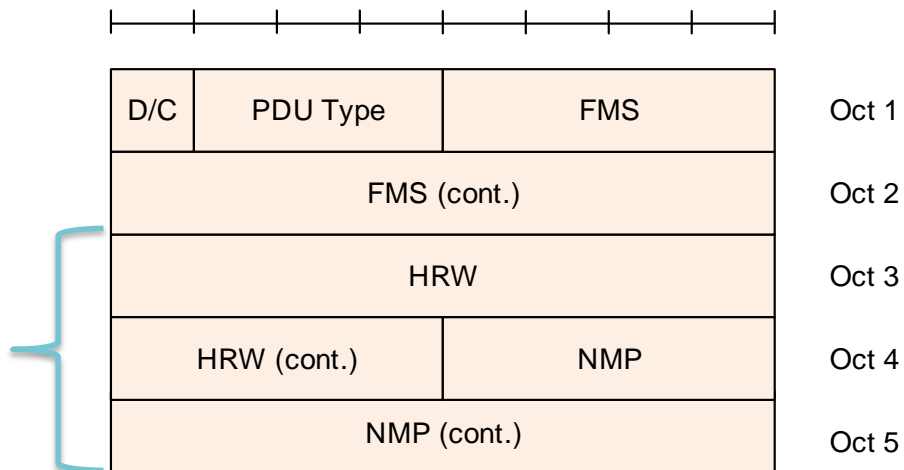 D/C PDU Type FMS Oct 1
FMS (cont.) Oct 2
HRW Oct 3
HRW (cont.) NMP Oct 4
NMP (cont.) Oct 5